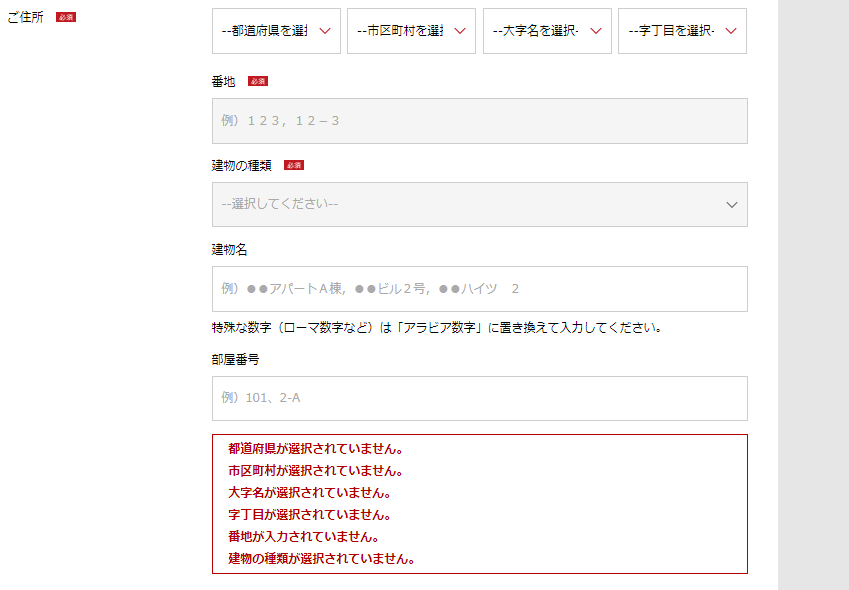 ご住所 必須
--都道府県を選 --市区町村を選 --大字名を選択- --字丁目を選択-
番地 必須
例）１２３，１２－３
建物の種類 必須
--選択してください--
建物名
例）●●アパートＡ棟，●●ビル２号，●●ハイツ　２
特殊な数字（ローマ数字など）は「アラビア数字」に置き換えて入力してください。
部屋番号
例）101、2-A
都道府県が選択されていません。
市区町村が選択されていません。
大字名が選択されていません。
字丁目が選択されていません。
番地が入力されていません。
建物の種類が選択されていません。